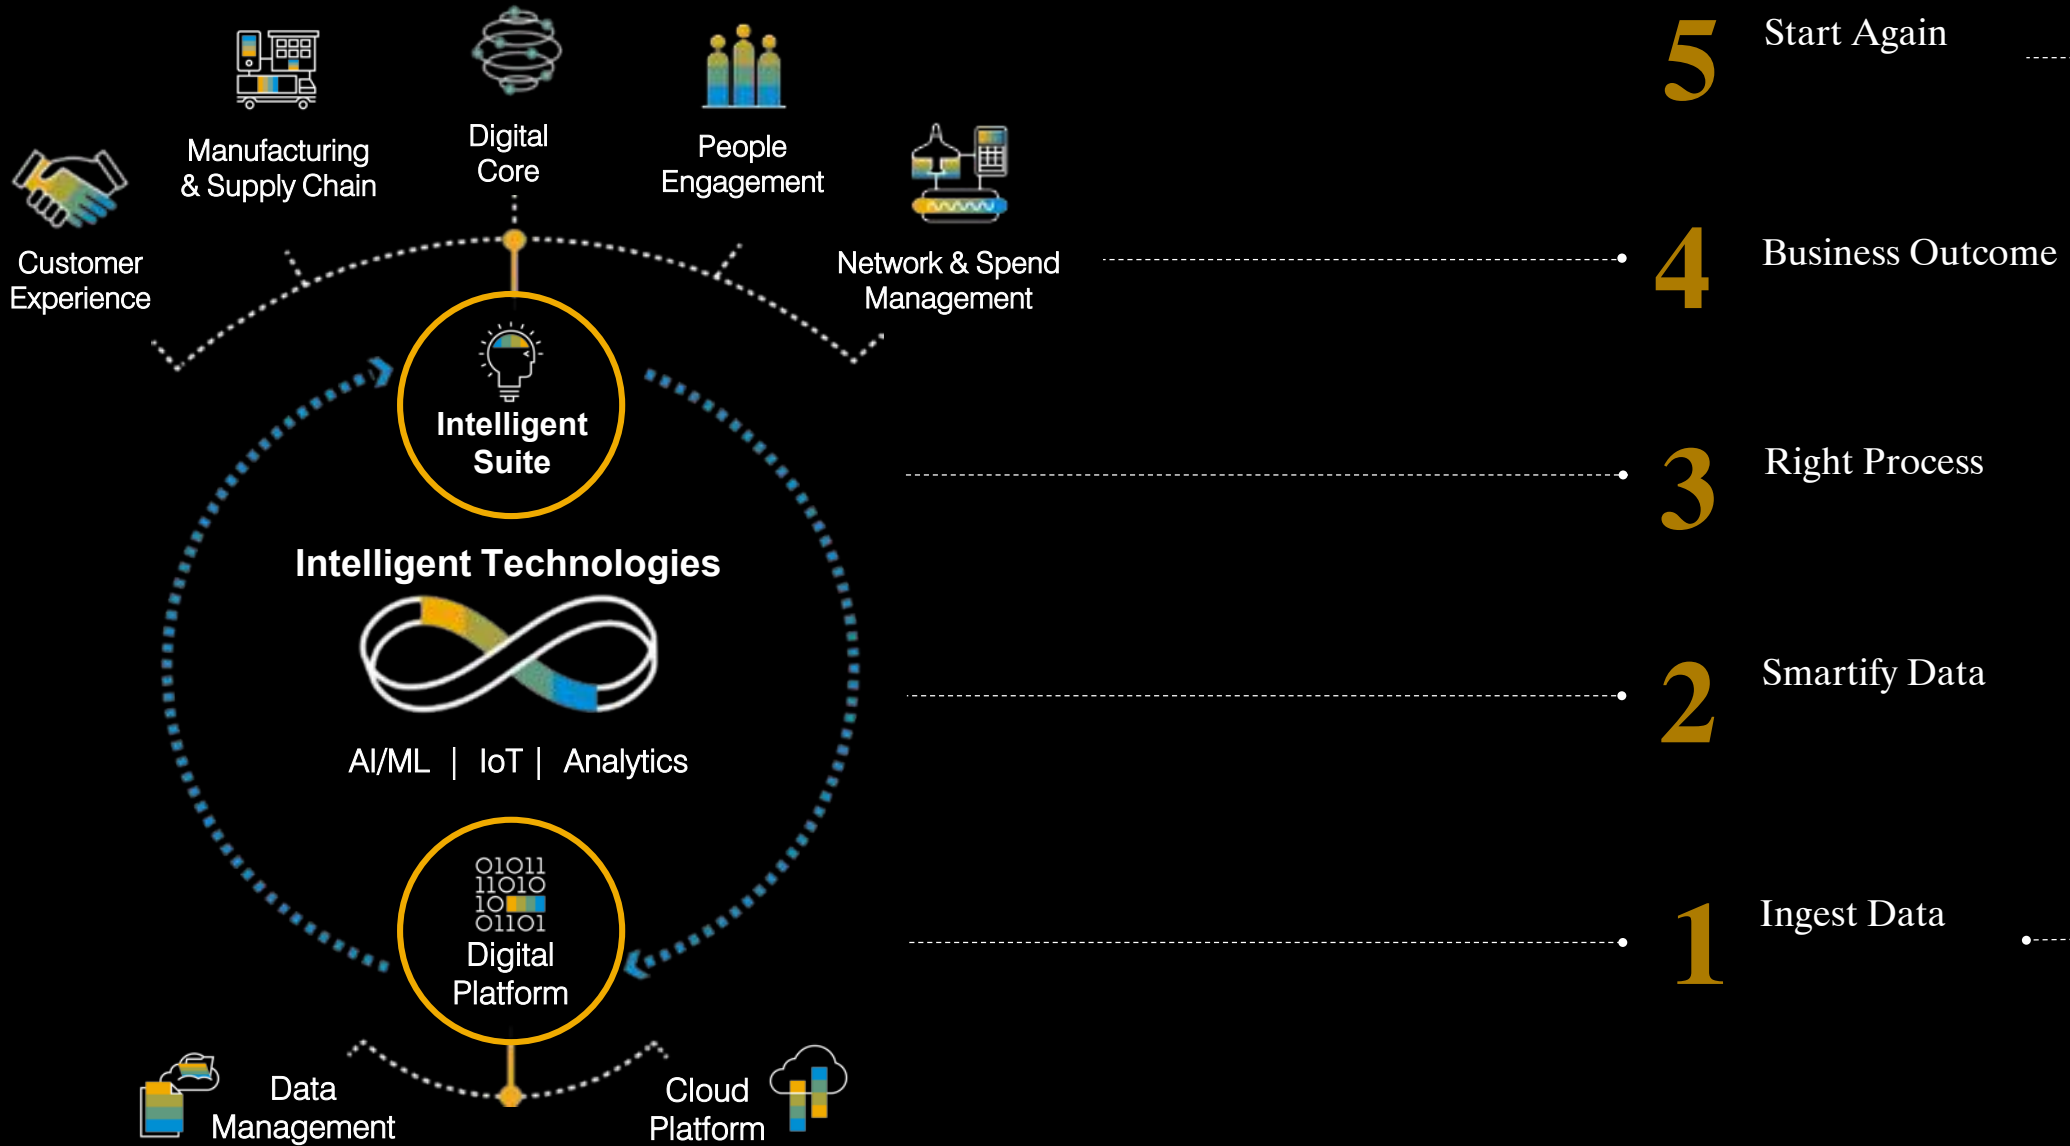 5 Start Again
Digital
Core
Manufacturing
& Supply Chain
People
Engagement
Customer
Experience
Network & Spend
Management
4 Business Outcome
Intelligent
Suite
3 Right Process
Intelligent Technologies
AI/ML | IoT | Analytics
2 Smartify Data
01011
11010
10
01101
Digital
Platform
1 Ingest Data
Data
Management
Cloud
Platform